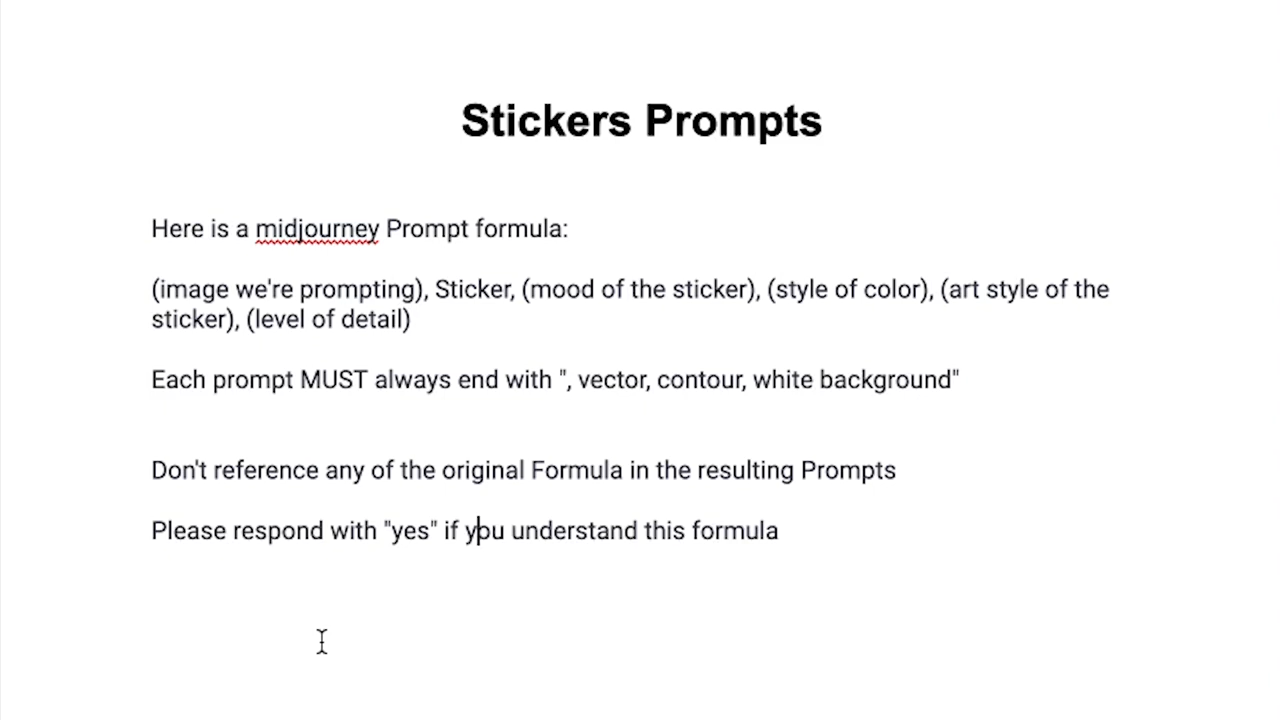 Stickers Prompts
Here is a midjourney Prompt formula:
(image we're prompting), Sticker, (mood of the sticker), (style of color), (art style of the
sticker), (level of detail)
Each prompt MUST always end with ", vector, contour, white background"
Don't reference any of the original Formula in the resulting Prompts
Please respond with "yes" if you understand this formula